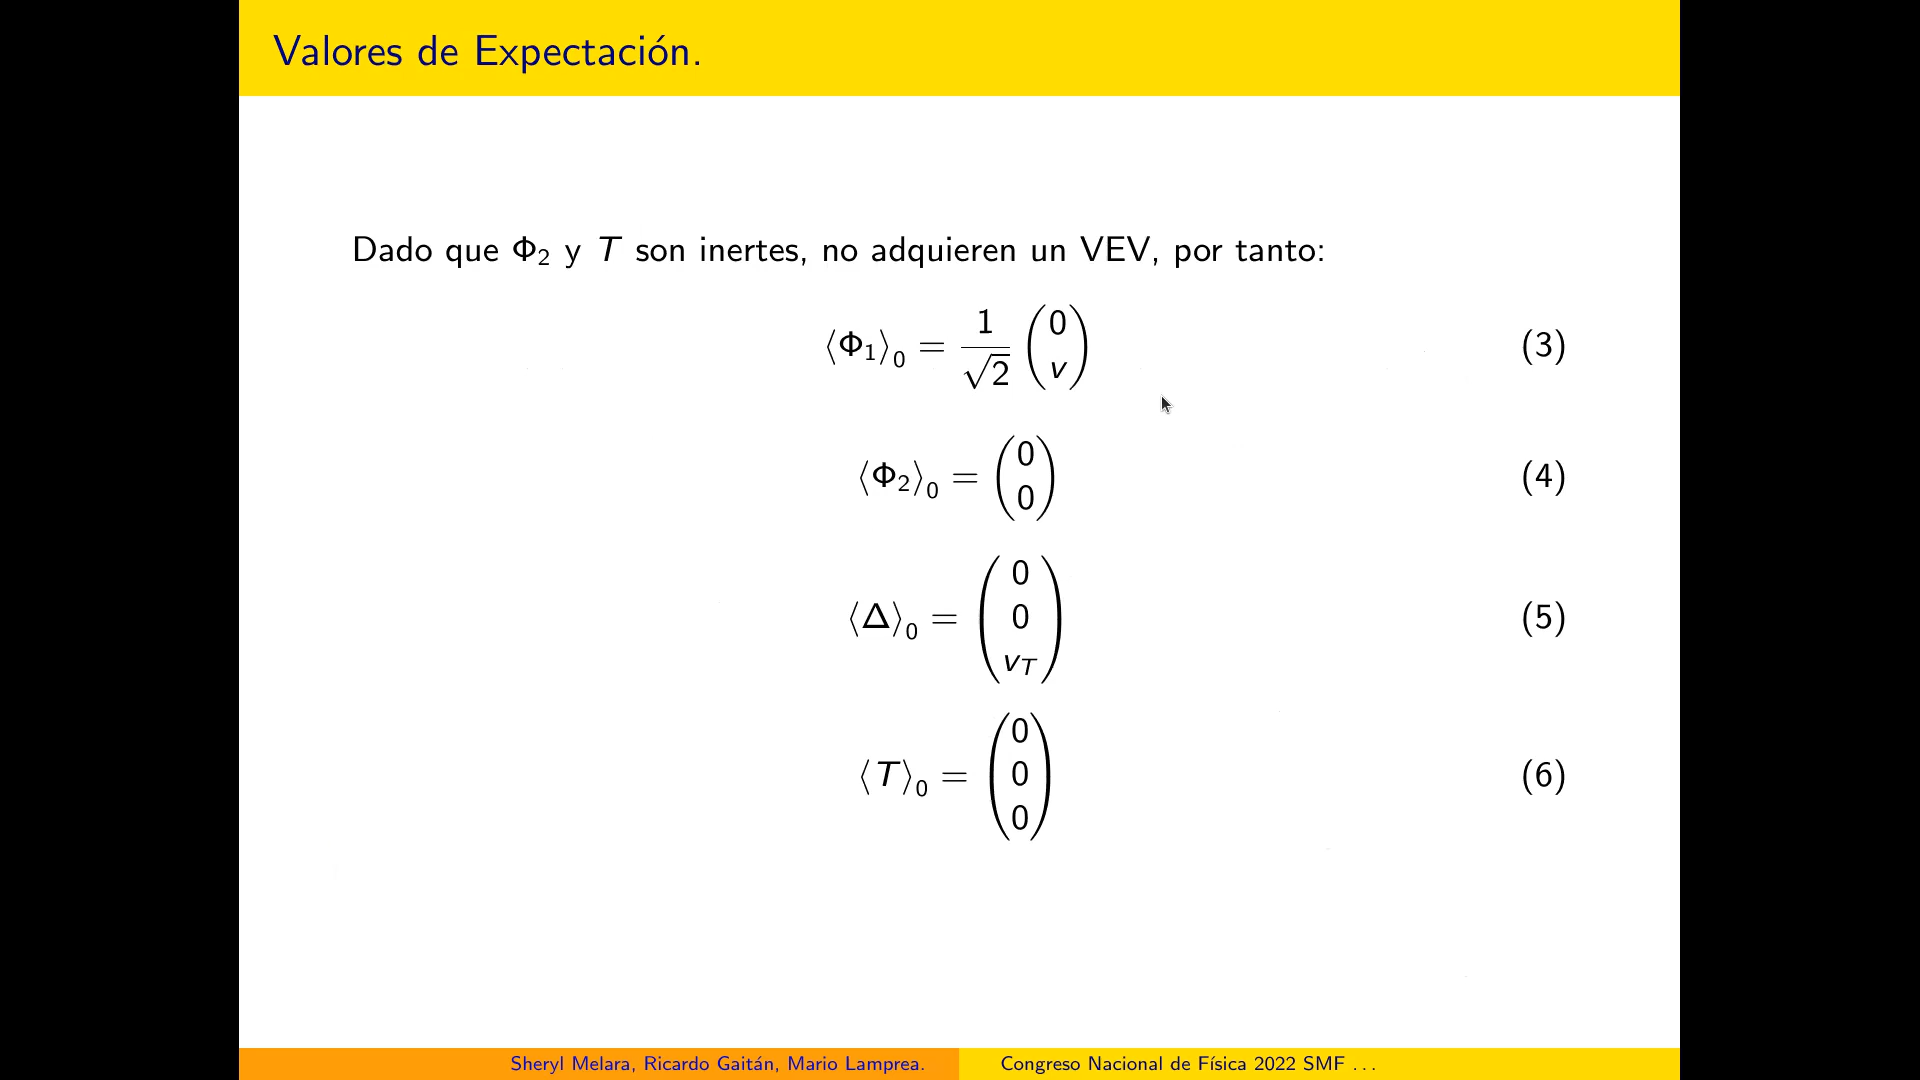 Valores de Expectación.
Dado que Φ₂ y T son inertes, no adquieren un VEV, por tanto:
⟨Φ₁⟩₀ = 1/√2 (0 v) (3)
⟨Φ₂⟩₀ = (0 0) (4)
⟨Δ⟩₀ = (0 0 v_T) (5)
⟨T⟩₀ = (0 0 0) (6)
Sheryl Melara, Ricardo Gaitán, Mario Lamprea. Congreso Nacional de Física 2022 SMF ...